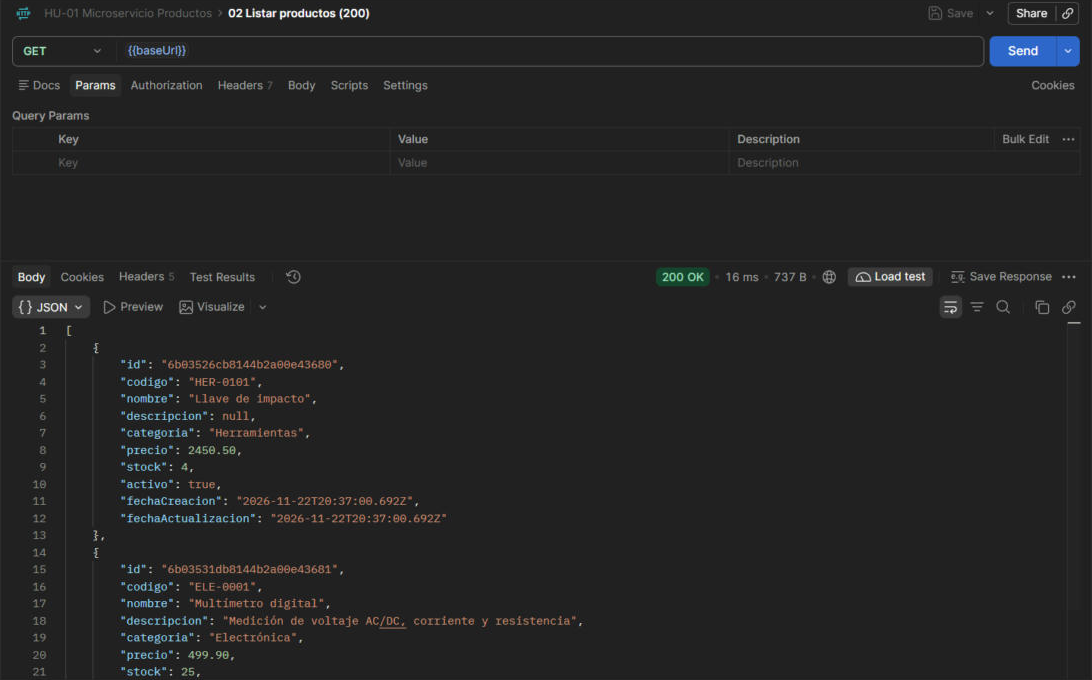 HTTP HU-01 Microservicio Productos > 02 Listar productos (200) Save Share
GET {{baseUrl}} Send
Docs Params Authorization Headers 7 Body Scripts Settings Cookies
Query Params
Key Value Description Bulk Edit
Key Value Description
Body Cookies Headers 5 Test Results 200 OK • 16 ms • 737 B Load test e.g. Save Response
{} JSON Preview Visualize
1 [
2 {
3 "id": "6b03526cb8144b2a00e43680",
4 "codigo": "HER-0101",
5 "nombre": "Llave de impacto",
6 "descripcion": null,
7 "categoria": "Herramientas",
8 "precio": 2450.50,
9 "stock": 4,
10 "activo": true,
11 "fechaCreacion": "2026-11-22T20:37:00.692Z",
12 "fechaActualizacion": "2026-11-22T20:37:00.692Z"
13 },
14 {
15 "id": "6b03531db8144b2a00e43681",
16 "codigo": "ELE-0001",
17 "nombre": "Multímetro digital",
18 "descripcion": "Medición de voltaje AC/DC, corriente y resistencia",
19 "categoria": "Electrónica",
20 "precio": 499.90,
21 "stock": 25,